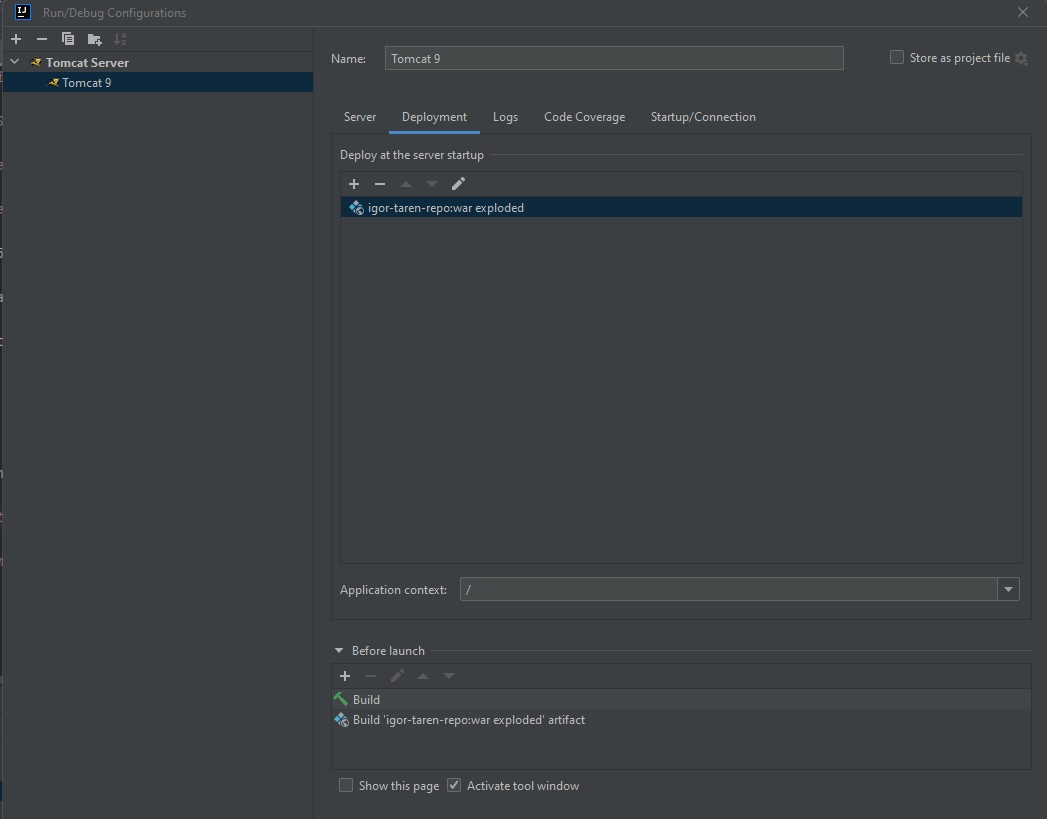 Run/Debug Configurations
Tomcat Server
Tomcat 9
Name: Tomcat 9 Store as project file
Server Deployment Logs Code Coverage Startup/Connection
Deploy at the server startup
igor-taren-repo:war exploded
Application context: /
Before launch
Build
Build 'igor-taren-repo:war exploded' artifact
Show this page Activate tool window